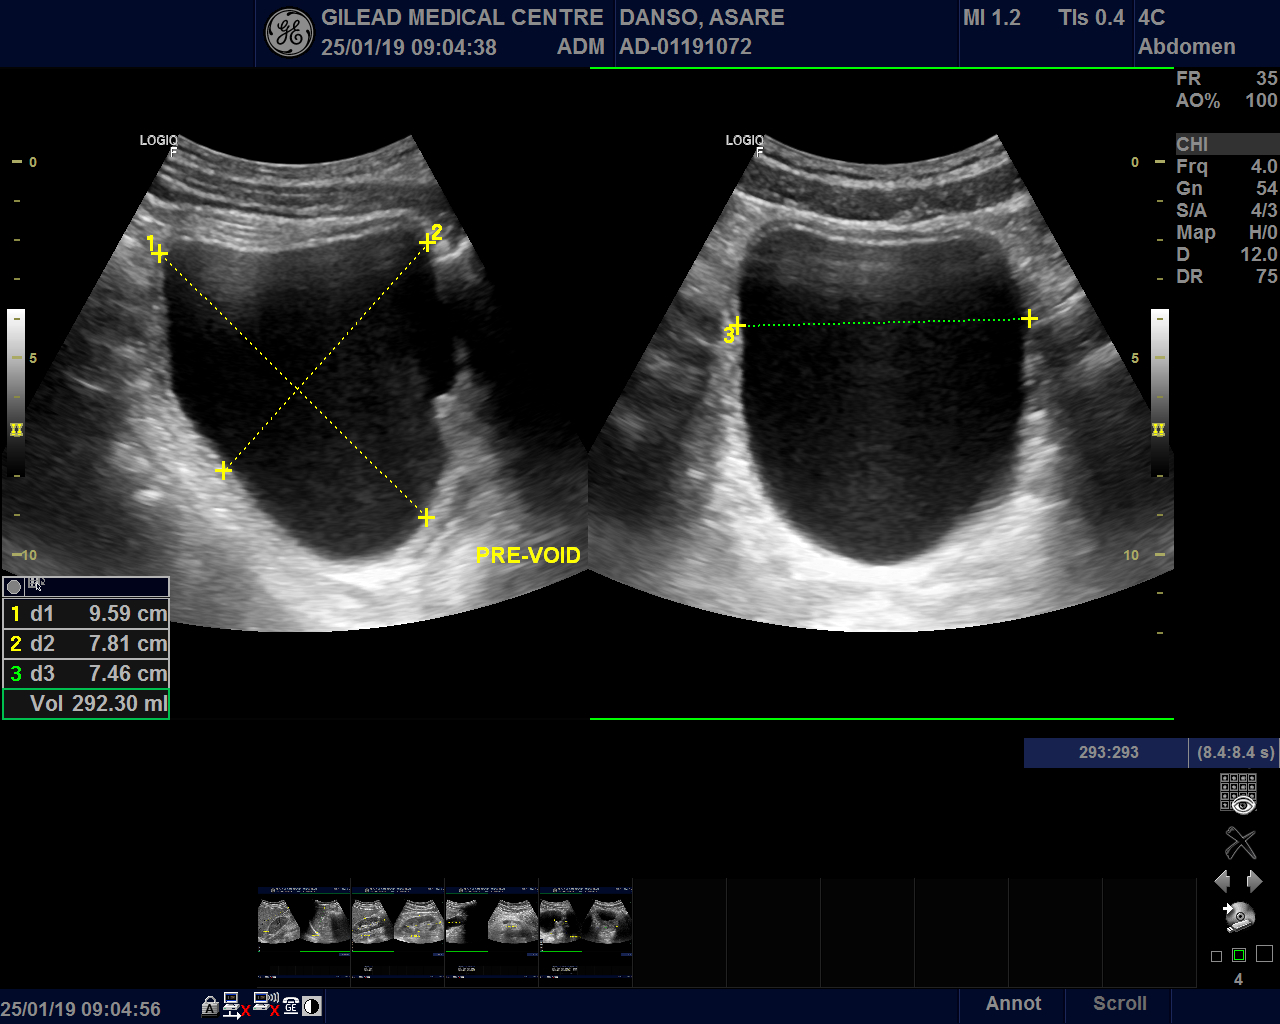 GILEAD MEDICAL CENTRE
25/01/19 09:04:38 ADM
DANSO, ASARE
AD-01191072
MI 1.2 TIs 0.4
4C
Abdomen
FR 35
AO% 100
CHI
Frq 4.0
Gn 54
S/A 4/3
Map H/0
D 12.0
DR 75
LOGIQ
F
LOGIQ
F
0
5
10
0
5
10
1
2
3
PRE-VOID
1 d1 9.59 cm
2 d2 7.81 cm
3 d3 7.46 cm
Vol 292.30 ml
293:293 (8.4:8.4 s)
4
25/01/19 09:04:56
A
GE
Annot
Scroll